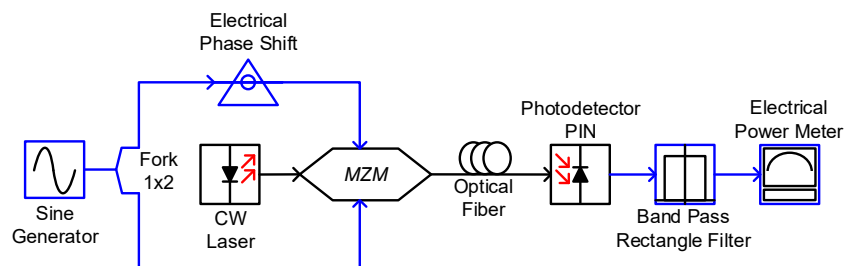 Electrical
Phase Shift
Photodetector
PIN
Electrical
Power Meter
Fork
1x2
MZM
Sine
Generator
CW
Laser
Optical
Fiber
Band Pass
Rectangle Filter